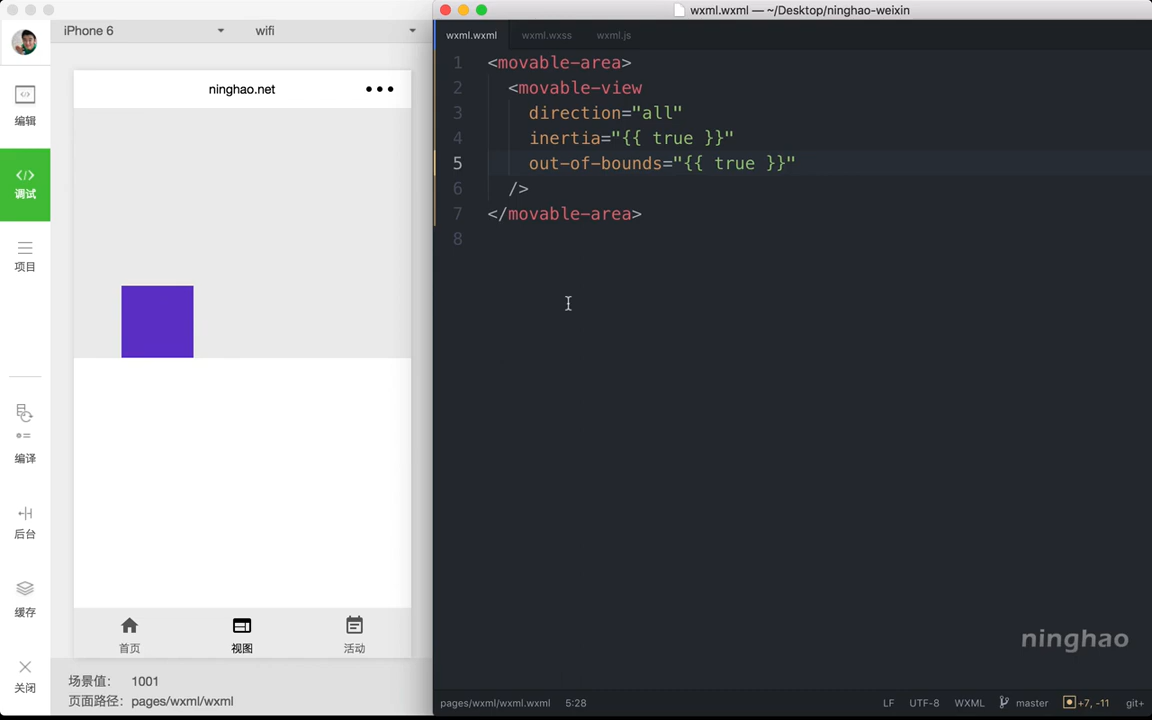 wxml.wxml — ~/Desktop/ninghao-weixin
iPhone 6
wifi
编辑
调试
项目
编译
后台
缓存
关闭
ninghao.net
首页
视图
活动
场景值： 1001
页面路径： pages/wxml/wxml
wxml.wxml
wxml.wxss
wxml.js
1 <movable-area>
2 <movable-view
3 direction="all"
4 inertia="{{ true }}"
5 out-of-bounds="{{ true }}"
6 />
7 </movable-area>
8
ninghao
pages/wxml/wxml.wxml 5:28
LF UTF-8 WXML master +7, -11 git+